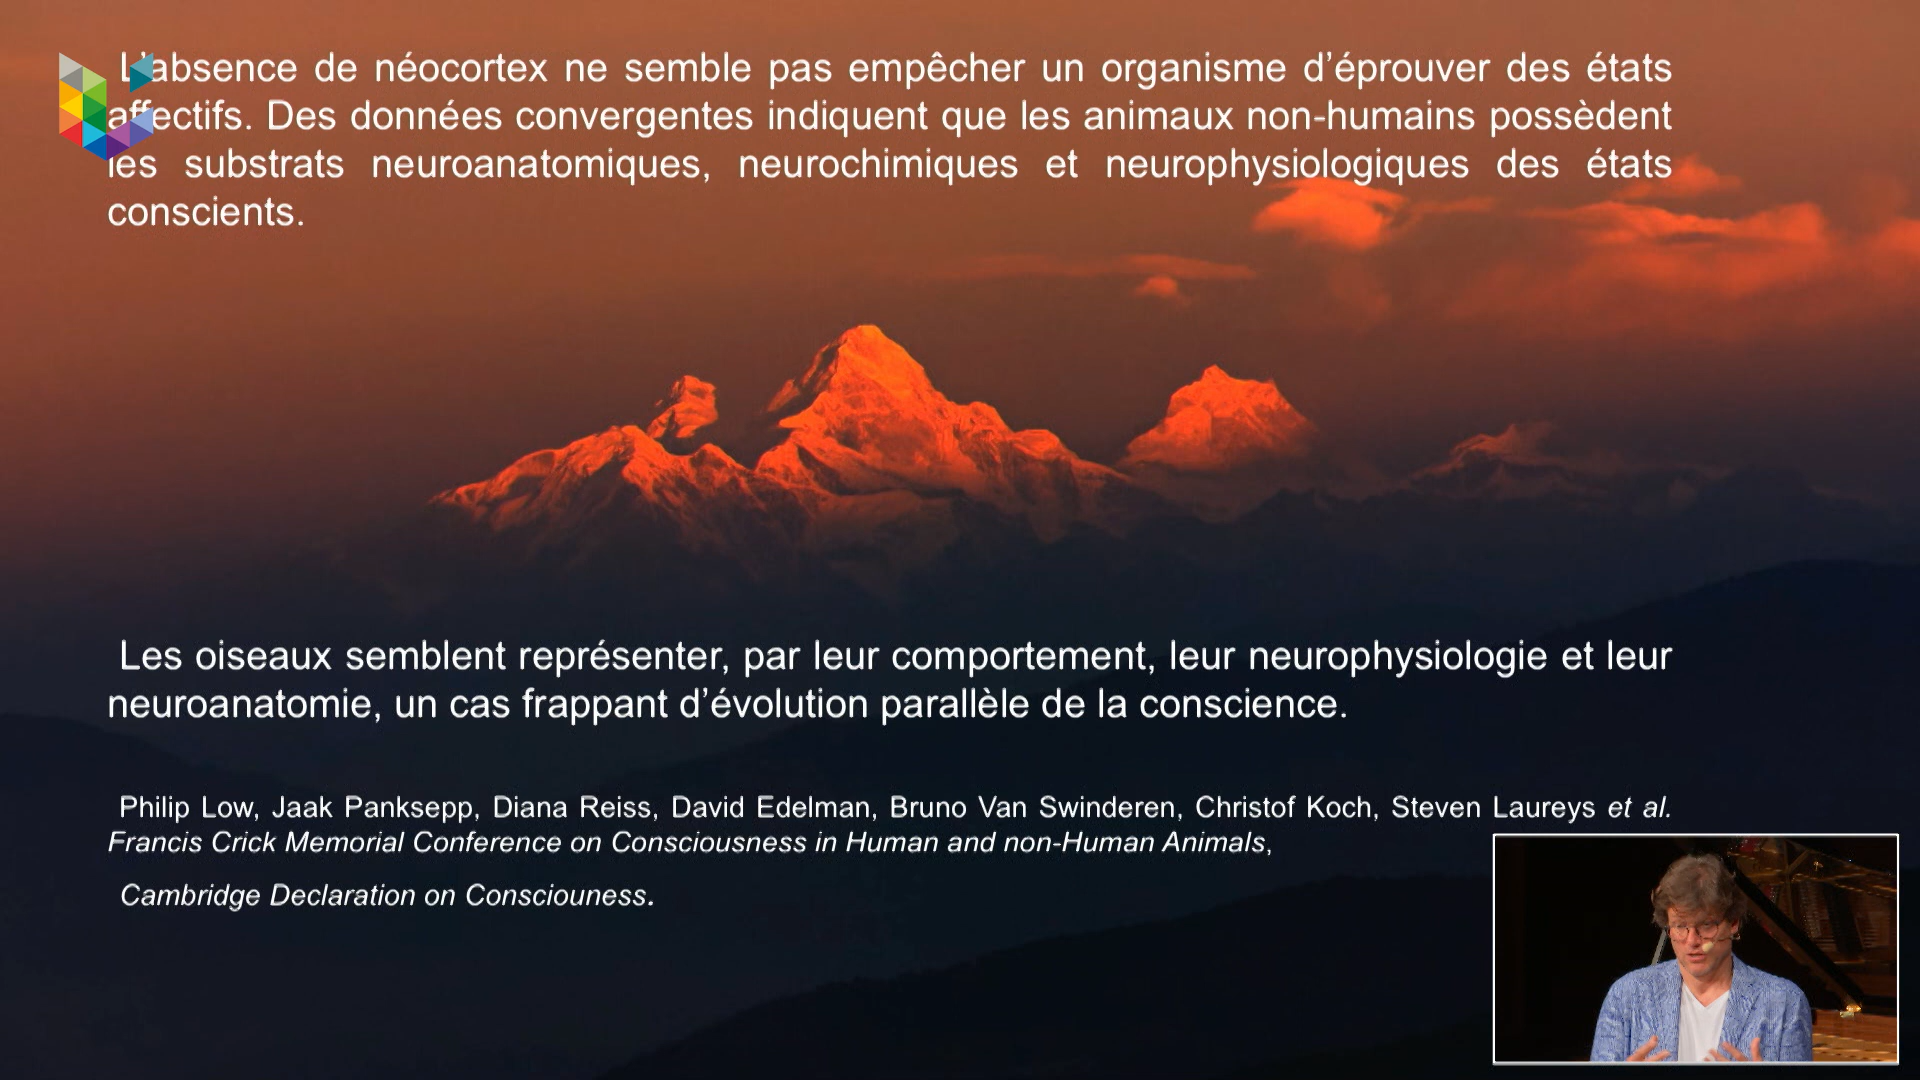 L’absence de néocortex ne semble pas empêcher un organisme d’éprouver des états
affectifs. Des données convergentes indiquent que les animaux non-humains possèdent
les substrats neuroanatomiques, neurochimiques et neurophysiologiques des états
conscients.
Les oiseaux semblent représenter, par leur comportement, leur neurophysiologie et leur
neuroanatomie, un cas frappant d’évolution parallèle de la conscience.
Philip Low, Jaak Panksepp, Diana Reiss, David Edelman, Bruno Van Swinderen, Christof Koch, Steven Laureys et al.
Francis Crick Memorial Conference on Consciousness in Human and non-Human Animals,
Cambridge Declaration on Consciouness.